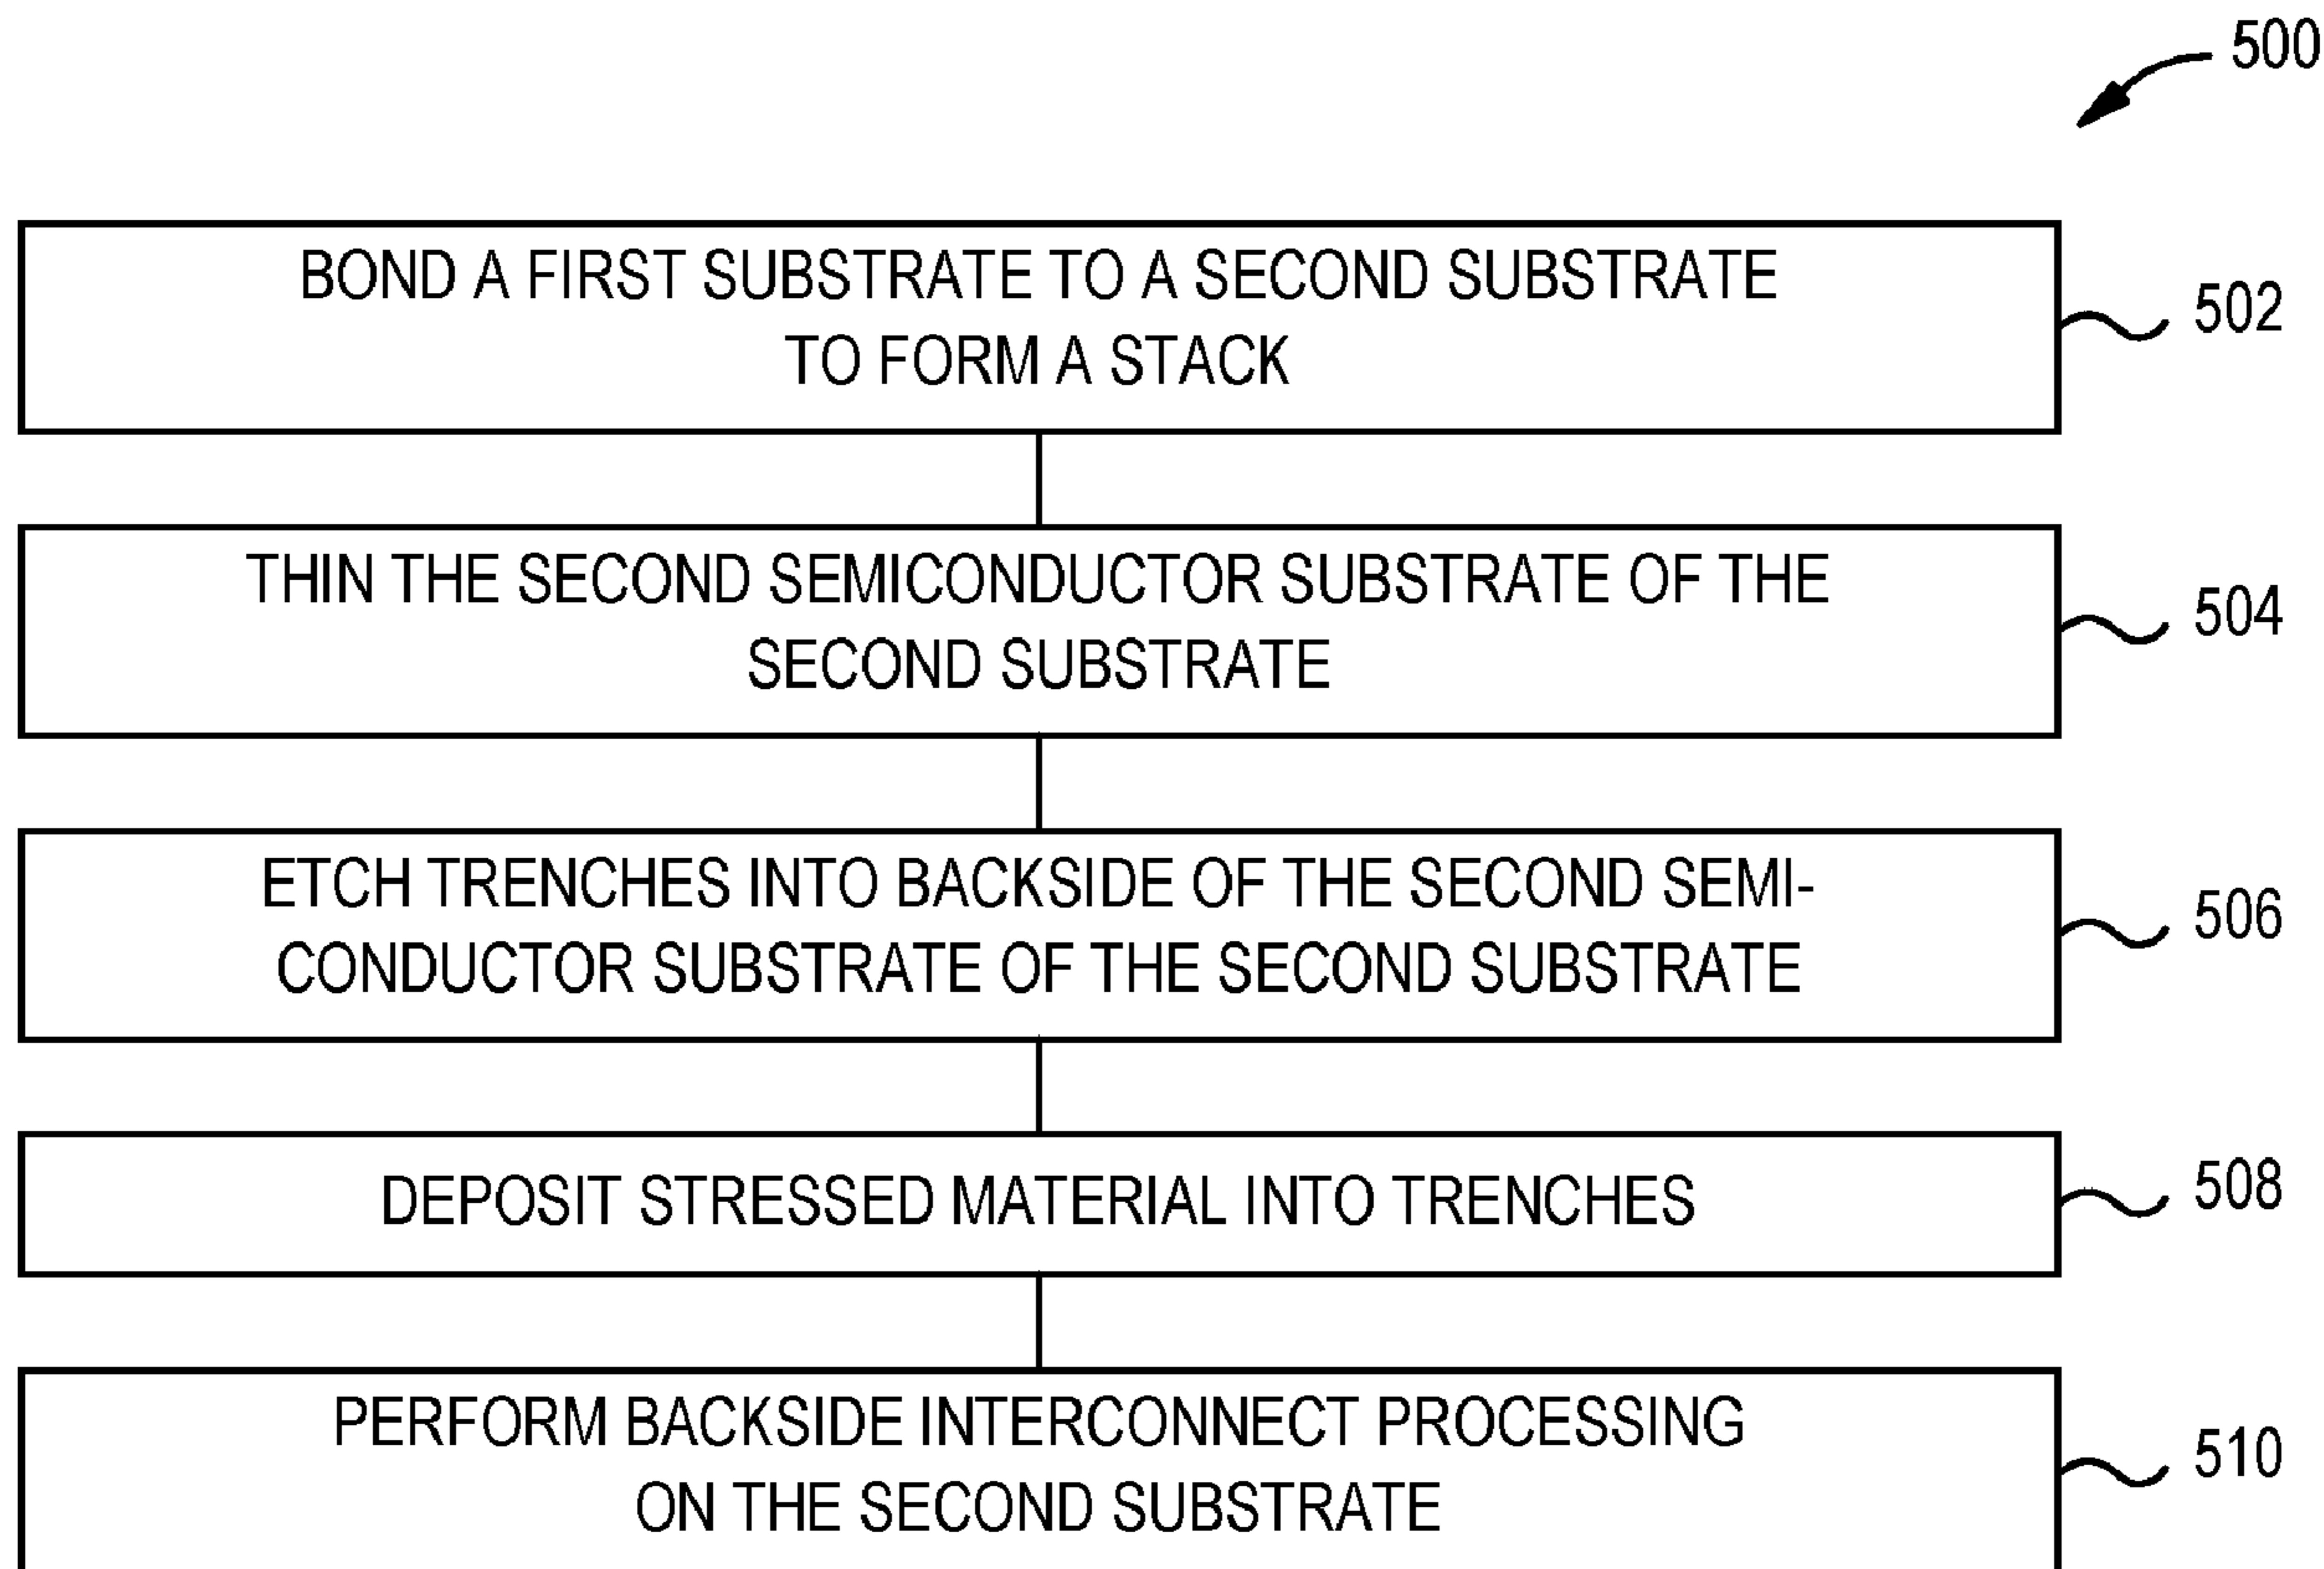 500
BOND A FIRST SUBSTRATE TO A SECOND SUBSTRATE
TO FORM A STACK
502
THIN THE SECOND SEMICONDUCTOR SUBSTRATE OF THE
SECOND SUBSTRATE
504
ETCH TRENCHES INTO BACKSIDE OF THE SECOND SEMI-
CONDUCTOR SUBSTRATE OF THE SECOND SUBSTRATE
506
DEPOSIT STRESSED MATERIAL INTO TRENCHES
508
PERFORM BACKSIDE INTERCONNECT PROCESSING
ON THE SECOND SUBSTRATE
510